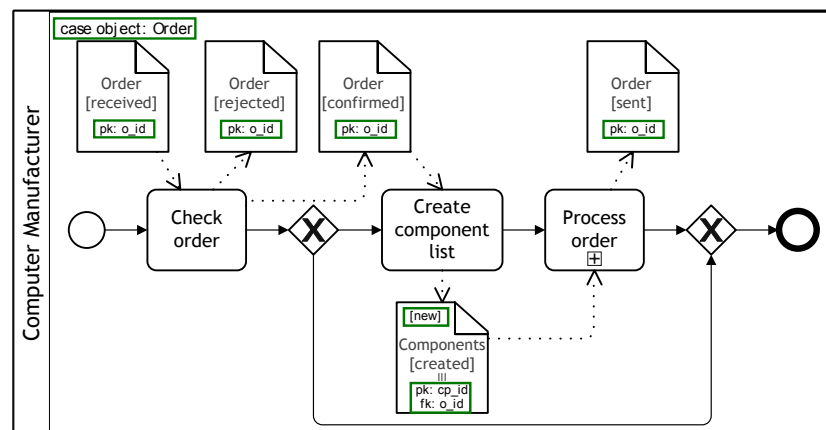 Computer Manufacturer
case object: Order
Order
[received]
pk: o_id
Order
[rejected]
pk: o_id
Order
[confirmed]
pk: o_id
Order
[sent]
pk: o_id
Check
order
X
Create
component
list
Process
order
X
[new]
Components
[created]
pk: cp_id
fk: o_id